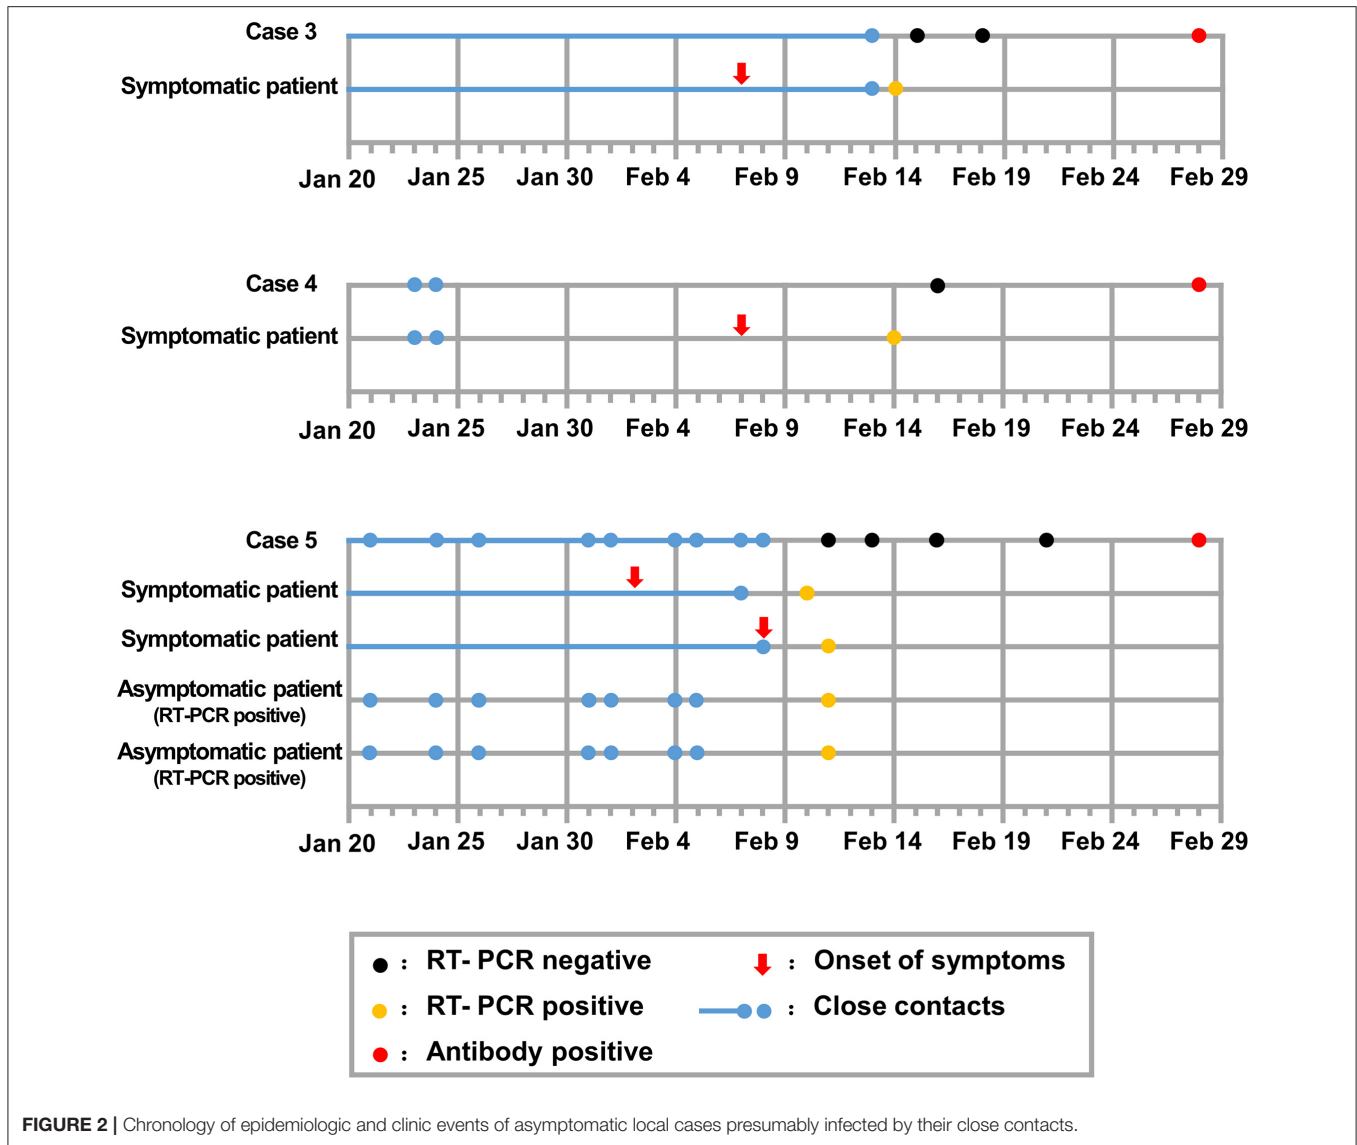 Case 3
Symptomatic patient
Jan 20 Jan 25 Jan 30 Feb 4 Feb 9 Feb 14 Feb 19 Feb 24 Feb 29
Case 4
Symptomatic patient
Jan 20 Jan 25 Jan 30 Feb 4 Feb 9 Feb 14 Feb 19 Feb 24 Feb 29
Case 5
Symptomatic patient
Symptomatic patient
Asymptomatic patient
(RT-PCR positive)
Asymptomatic patient
(RT-PCR positive)
Jan 20 Jan 25 Jan 30 Feb 4 Feb 9 Feb 14 Feb 19 Feb 24 Feb 29
: RT- PCR negative : Onset of symptoms
: RT- PCR positive : Close contacts
: Antibody positive
FIGURE 2 | Chronology of epidemiologic and clinic events of asymptomatic local cases presumably infected by their close contacts.